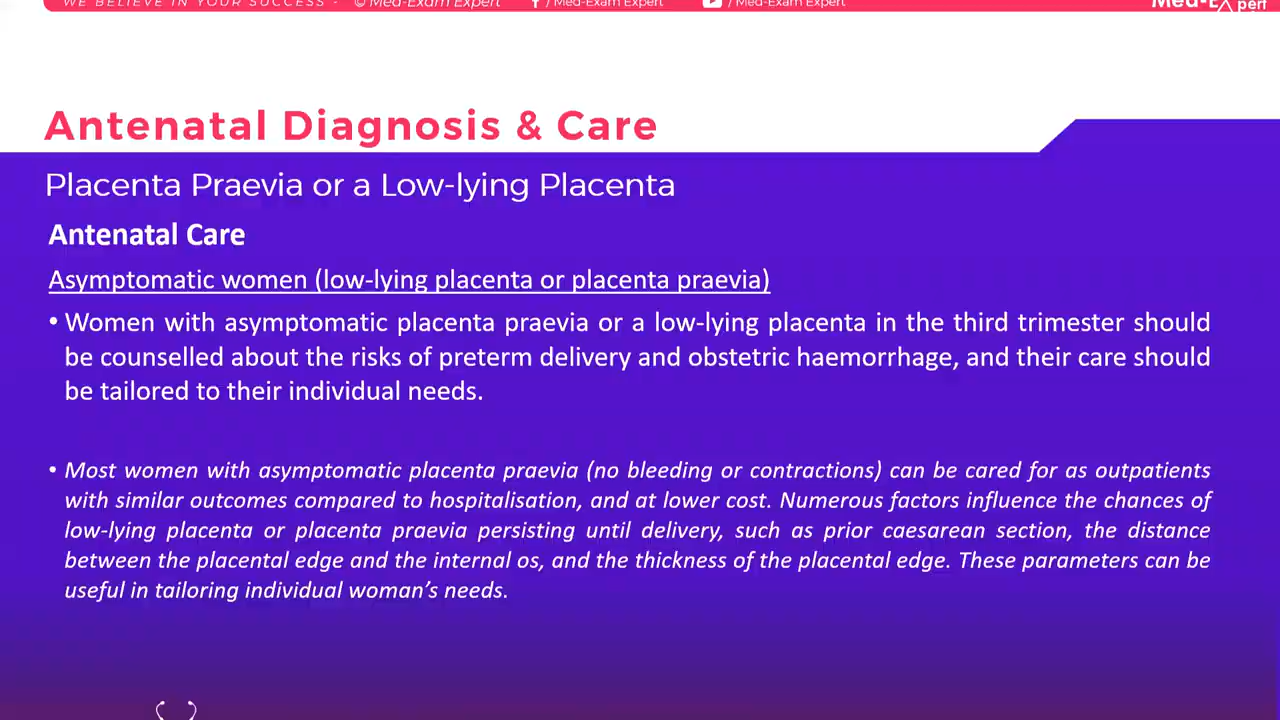 WE BELIEVE IN YOUR SUCCESS - © Med-Exam Expert / Med-Exam Expert / Med-Exam Expert
Antenatal Diagnosis & Care
Placenta Praevia or a Low-lying Placenta
Antenatal Care
Asymptomatic women (low-lying placenta or placenta praevia)
• Women with asymptomatic placenta praevia or a low-lying placenta in the third trimester should
be counselled about the risks of preterm delivery and obstetric haemorrhage, and their care should
be tailored to their individual needs.
• Most women with asymptomatic placenta praevia (no bleeding or contractions) can be cared for as outpatients
with similar outcomes compared to hospitalisation, and at lower cost. Numerous factors influence the chances of
low-lying placenta or placenta praevia persisting until delivery, such as prior caesarean section, the distance
between the placental edge and the internal os, and the thickness of the placental edge. These parameters can be
useful in tailoring individual woman's needs.